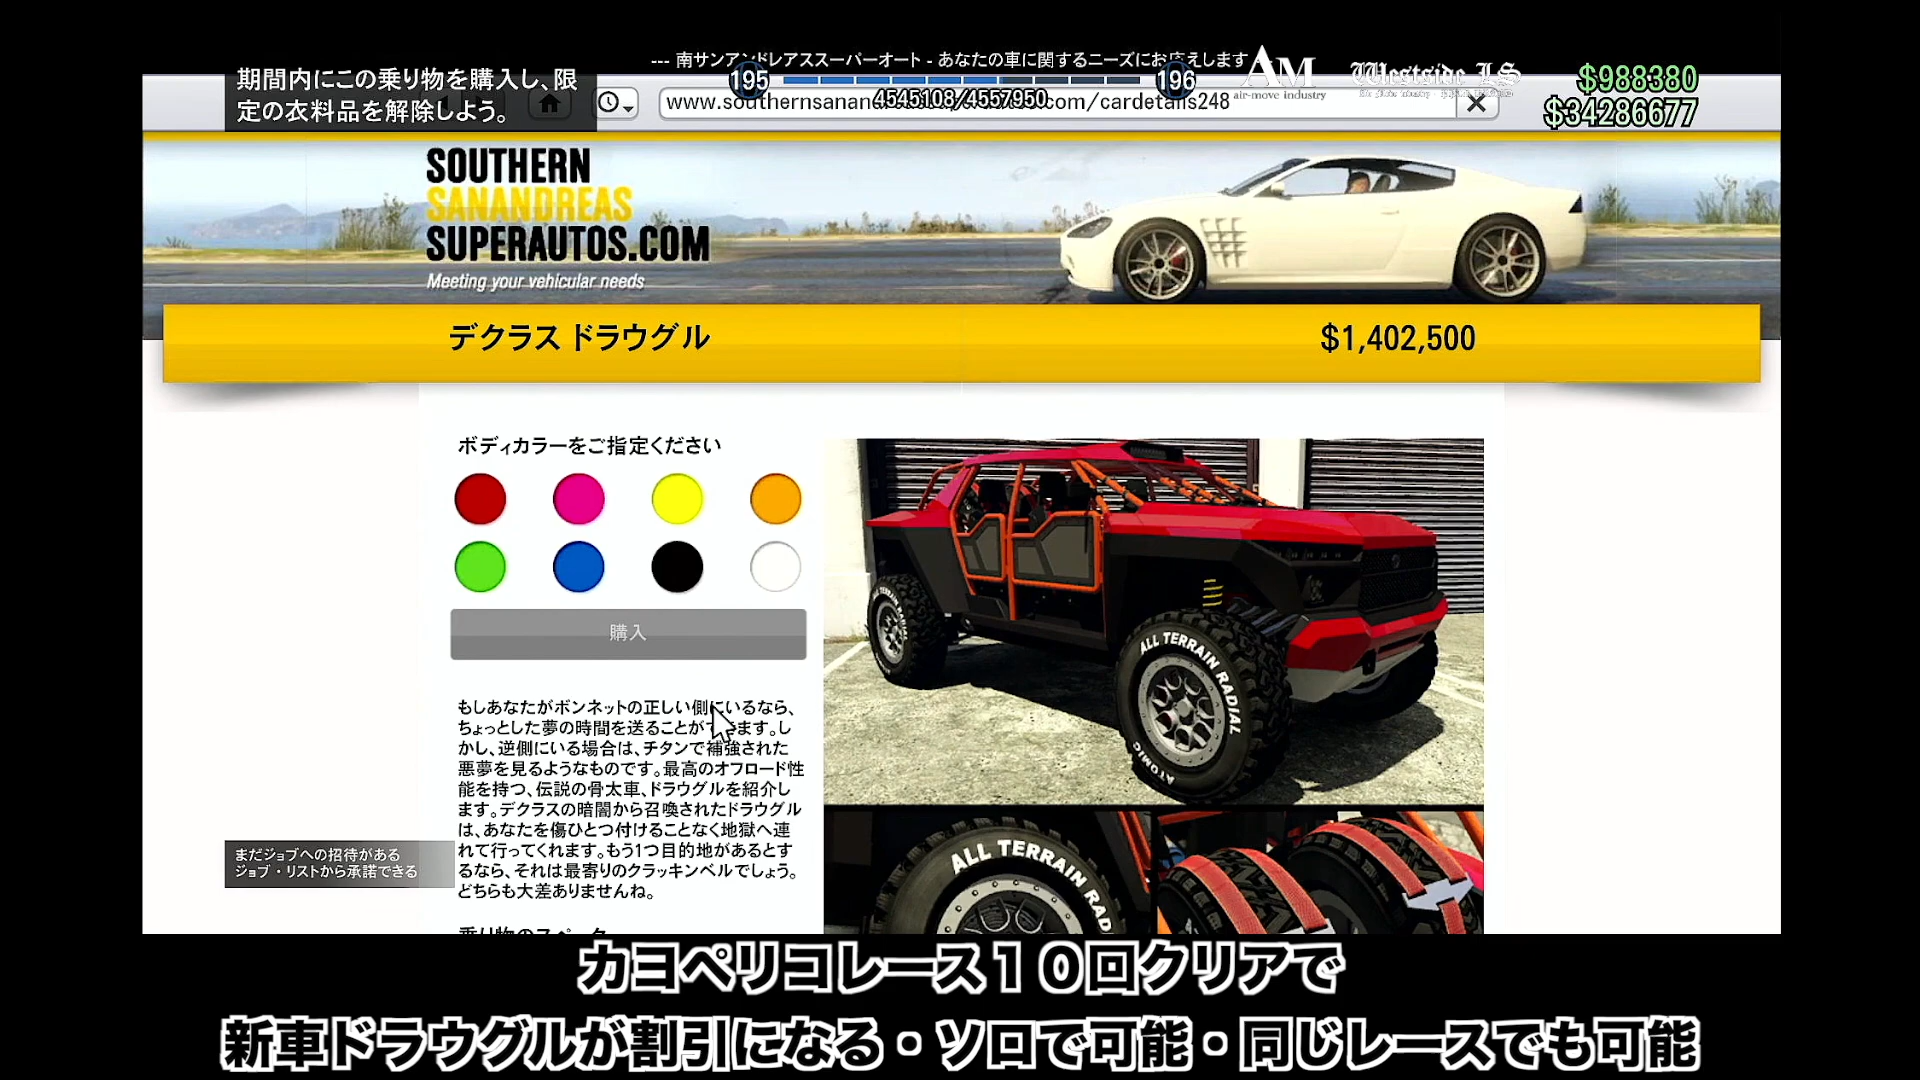 --- 南サンアンドレアススーパーオート - あなたの車に関するニーズにお応えします
期間内にこの乗り物を購入し、限
定の衣料品を解除しよう。
195
196
4545108/4557950
AM
air-move industry
Westside LS
$988380
$34286677
www.southernsanan
.com/cardetails248
SOUTHERN
SANANDREAS
SUPERAUTOS.COM
Meeting your vehicular needs
デクラス ドラウグル
$1,402,500
ボディカラーをご指定ください
購入
もしあなたがボンネットの正しい側にいるなら、
ちょっとした夢の時間を送ることができます。し
かし、逆側にいる場合は、チタンで補強された
悪夢を見るようなものです。最高のオフロード性
能を持つ、伝説の骨太車、ドラウグルを紹介し
ます。デクラスの暗闇から召喚されたドラウグル
は、あなたを傷ひとつ付けることなく地獄へ連
れて行ってくれます。もう1つ目的地があるとす
るなら、それは最寄りのクラッキンベルでしょう。
どちらも大差ありませんね。
まだジョブへの招待がある
ジョブ・リストから承諾できる
ALL TERRAIN RADIAL
ALL TERRAIN RADIAL
ATOMIC
ALL TERRAIN RAD
カヨペリコレース１０回クリアで
新車ドラウグルが割引になる・ソロで可能・同じレースでも可能